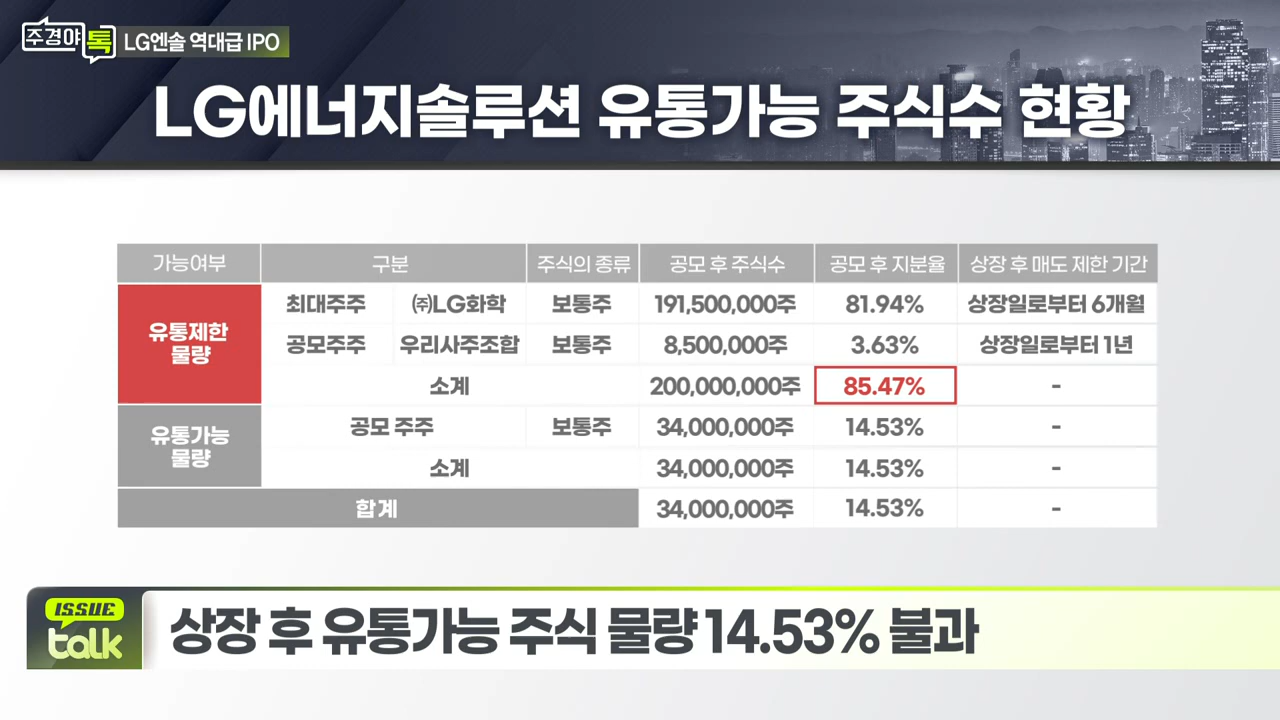 주경야톡 LG엔솔 역대급 IPO
LG에너지솔루션 유통가능 주식수 현황
가능여부 구분 주식의 종류 공모 후 주식수 공모 후 지분율 상장 후 매도 제한 기간
유통제한 물량 최대주주 ㈜LG화학 보통주 191,500,000주 81.94% 상장일로부터 6개월
공모주주 우리사주조합 보통주 8,500,000주 3.63% 상장일로부터 1년
소계 200,000,000주 85.47% -
유통가능 물량 공모 주주 보통주 34,000,000주 14.53% -
소계 34,000,000주 14.53% -
합계 34,000,000주 14.53% -
ISSUE talk
상장 후 유통가능 주식 물량 14.53% 불과